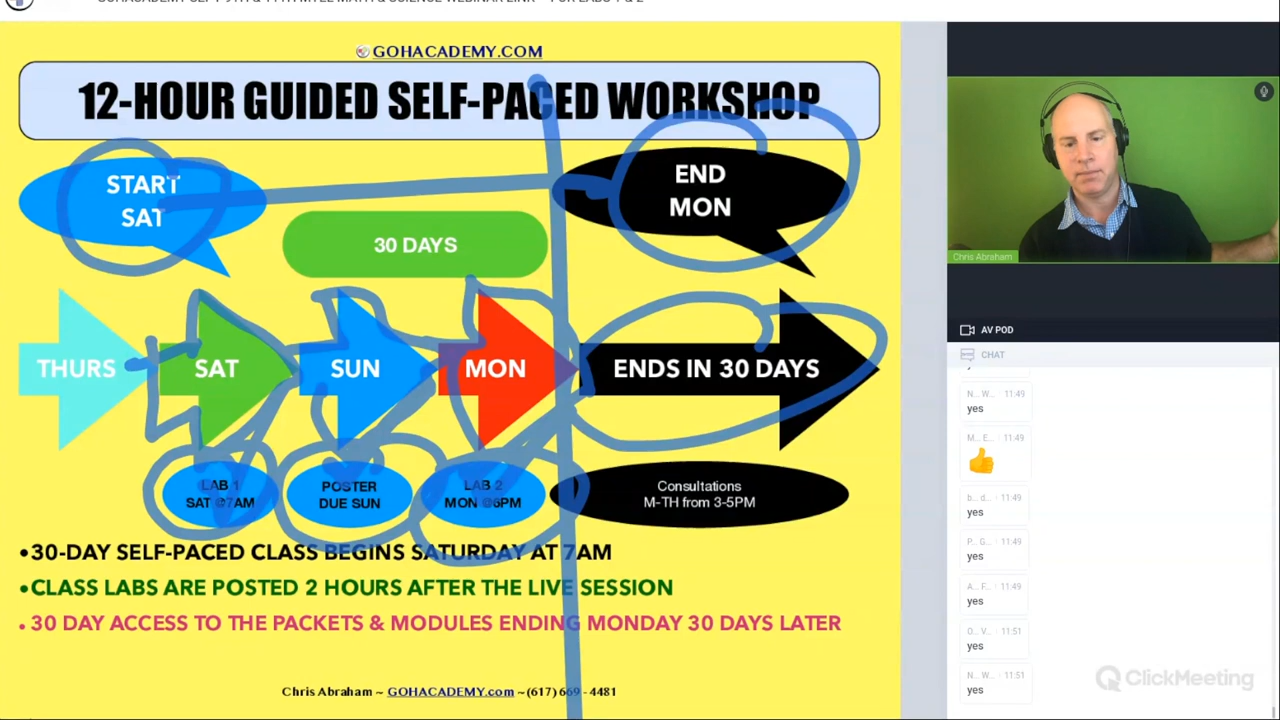 GOHACADEMY.COM
12-HOUR GUIDED SELF-PACED WORKSHOP
START
SAT
END
MON
30 DAYS
THURS
SAT
SUN
MON
ENDS IN 30 DAYS
LAB 1
SAT @7AM
POSTER
DUE SUN
LAB 2
MON @6PM
Consultations
M-TH from 3-5PM
•30-DAY SELF-PACED CLASS BEGINS SATURDAY AT 7AM
•CLASS LABS ARE POSTED 2 HOURS AFTER THE LIVE SESSION
• 30 DAY ACCESS TO THE PACKETS & MODULES ENDING MONDAY 30 DAYS LATER
Chris Abraham ~ GOHACADEMY.com ~(617) 669 - 4481
Chris Abraham
AV POD
CHAT
N... W... 11:49
yes
M... E... 11:49
b... d... 11:49
yes
P... G... 11:49
yes
A... F... 11:49
yes
O... V... 11:51
yes
N... W... 11:51
yes
ClickMeeting